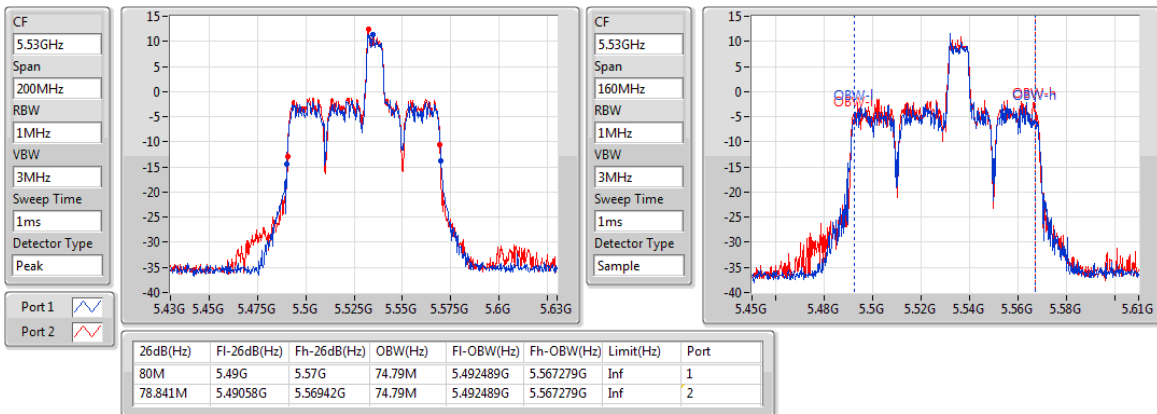 CF
5.53GHz
Span
200MHz
RBW
1MHz
VBW
3MHz
Sweep Time
1ms
Detector Type
Peak
Port 1
Port 2
15
10
5
0
-5
-10
-15
-20
-25
-30
-35
-40
5.43G 5.45G 5.475G 5.5G 5.525G 5.55G 5.575G 5.6G 5.63G
CF
5.53GHz
Span
160MHz
RBW
1MHz
VBW
3MHz
Sweep Time
1ms
Detector Type
Sample
15
10
5
0
-5
-10
-15
-20
-25
-30
-35
-40
OBW-l
OBW-l
OBW-h
OBW-h
5.46G 5.48G 5.5G 5.52G 5.54G 5.56G 5.58G 5.61G
26dB(Hz) Fl-26dB(Hz) Fh-26dB(Hz) OBW(Hz) Fl-OBW(Hz) Fh-OBW(Hz) Limit(Hz) Port
80M 5.49G 5.57G 74.79M 5.492489G 5.567279G Inf 1
78.841M 5.49058G 5.56942G 74.79M 5.492489G 5.567279G Inf 2